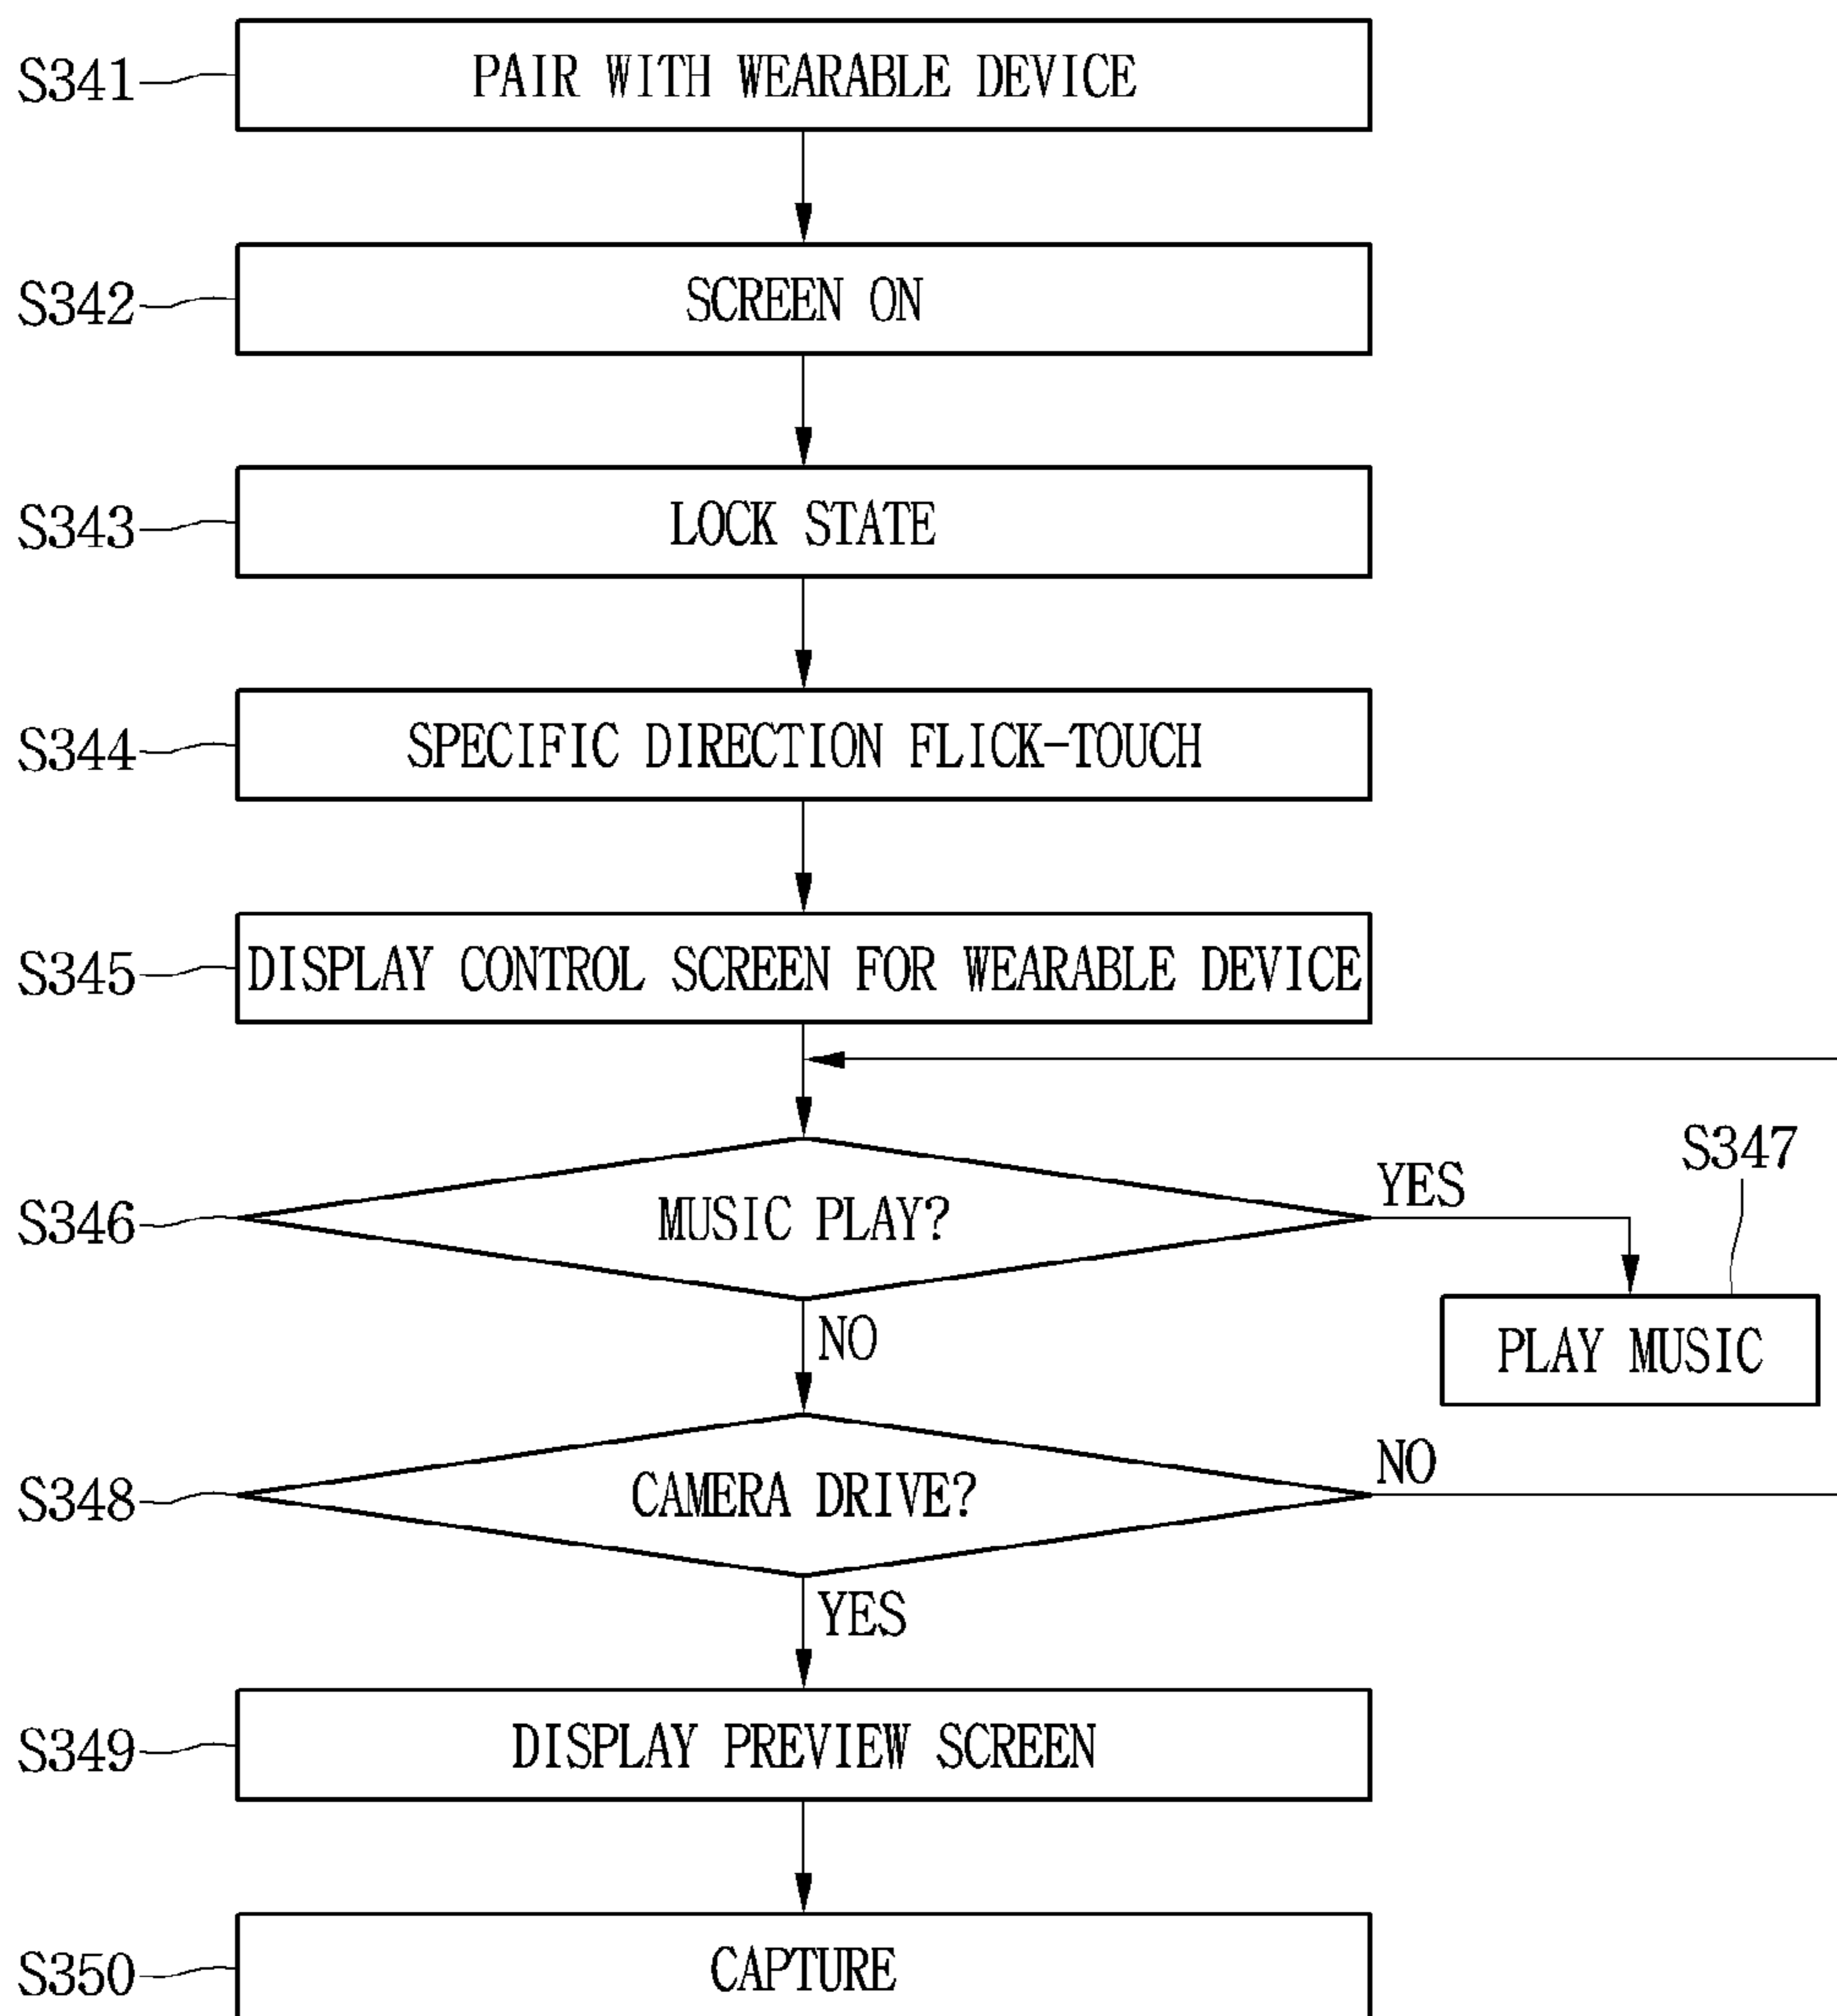 S341 PAIR WITH WEARABLE DEVICE
S342 SCREEN ON
S343 LOCK STATE
S344 SPECIFIC DIRECTION FLICK-TOUCH
S345 DISPLAY CONTROL SCREEN FOR WEARABLE DEVICE
S347
YES
S346 MUSIC PLAY?
NO
PLAY MUSIC
NO
S348 CAMERA DRIVE?
YES
S349 DISPLAY PREVIEW SCREEN
S350 CAPTURE